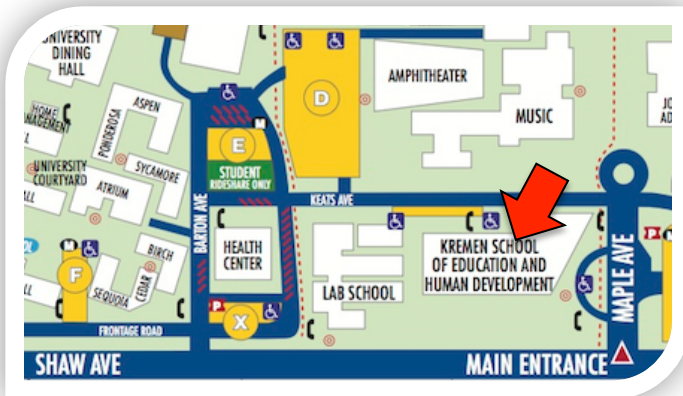 UNIVERSITY
DINING
HALL
HOME
MANAGEMENT
PONDEROSA
ASPEN
SYCAMORE
UNIVERSITY
COURTYARD
ATRIUM
BIRCH
CEDAR
SEQUOIA
F
M
FRONTAGE ROAD
SHAW AVE
BARTON AVE
M
E
STUDENT
RIDESHARE ONLY
HEALTH
CENTER
P
X
D
AMPHITHEATER
MUSIC
KEATS AVE
LAB SCHOOL
KREMEN SCHOOL
OF EDUCATION AND
HUMAN DEVELOPMENT
MAPLE AVE
P
MAIN ENTRANCE